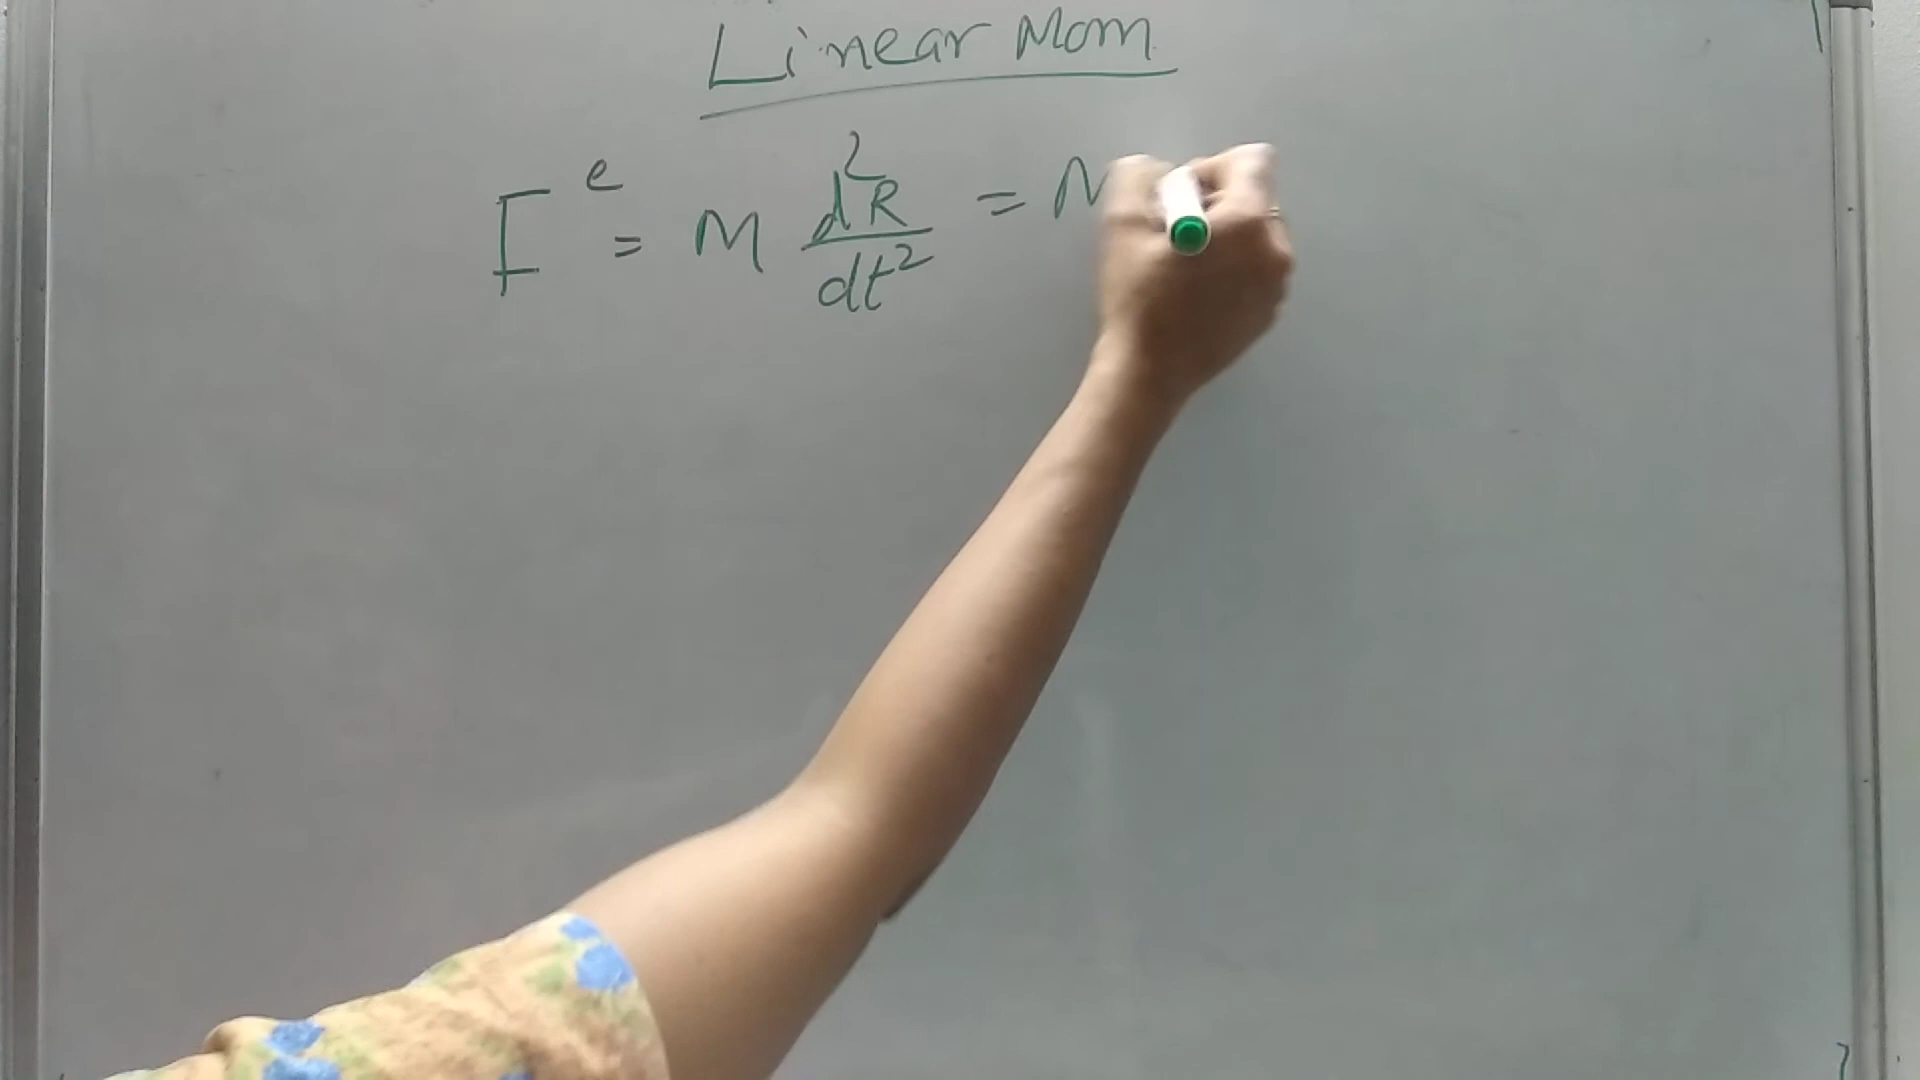 Linear Mom
F^e = M d²R/dt² = M